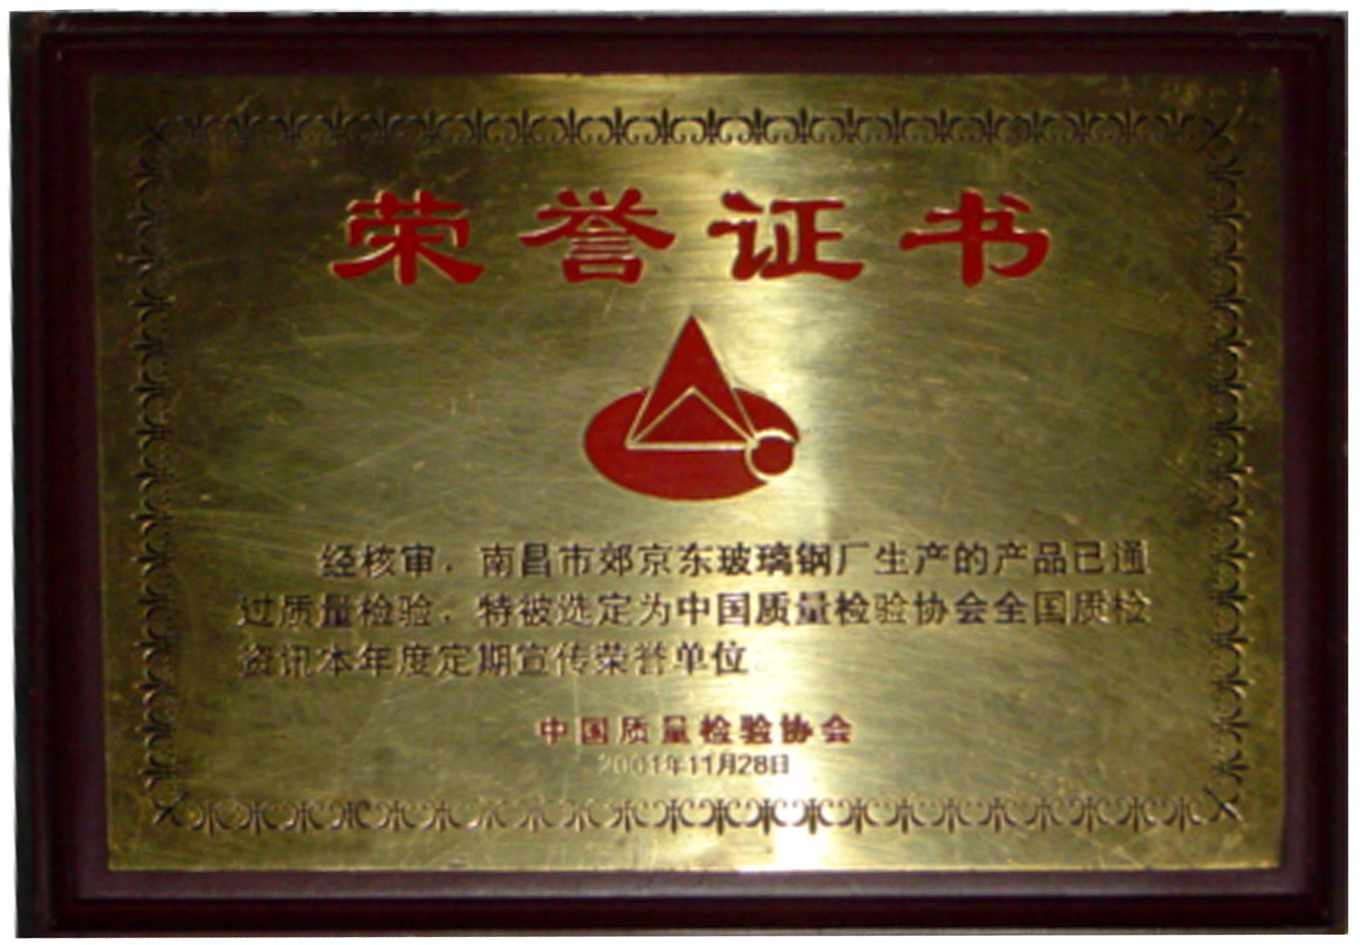 荣誉证书
经核审，南昌市郊京东玻璃钢厂生产的产品已通
过质量检验，特被选定为中国质量检验协会全国质检
资讯本年度定期宣传荣誉单位
中国质量检验协会
2001年11月28日